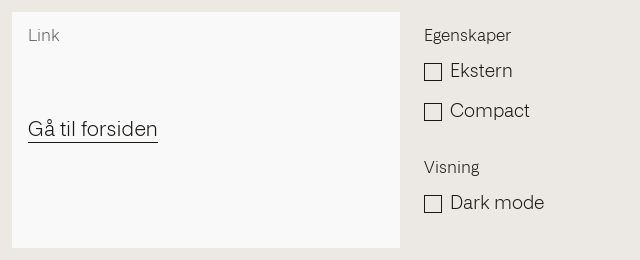 Link
Gå til forsiden
Egenskaper
Ekstern
Compact
Visning
Dark mode